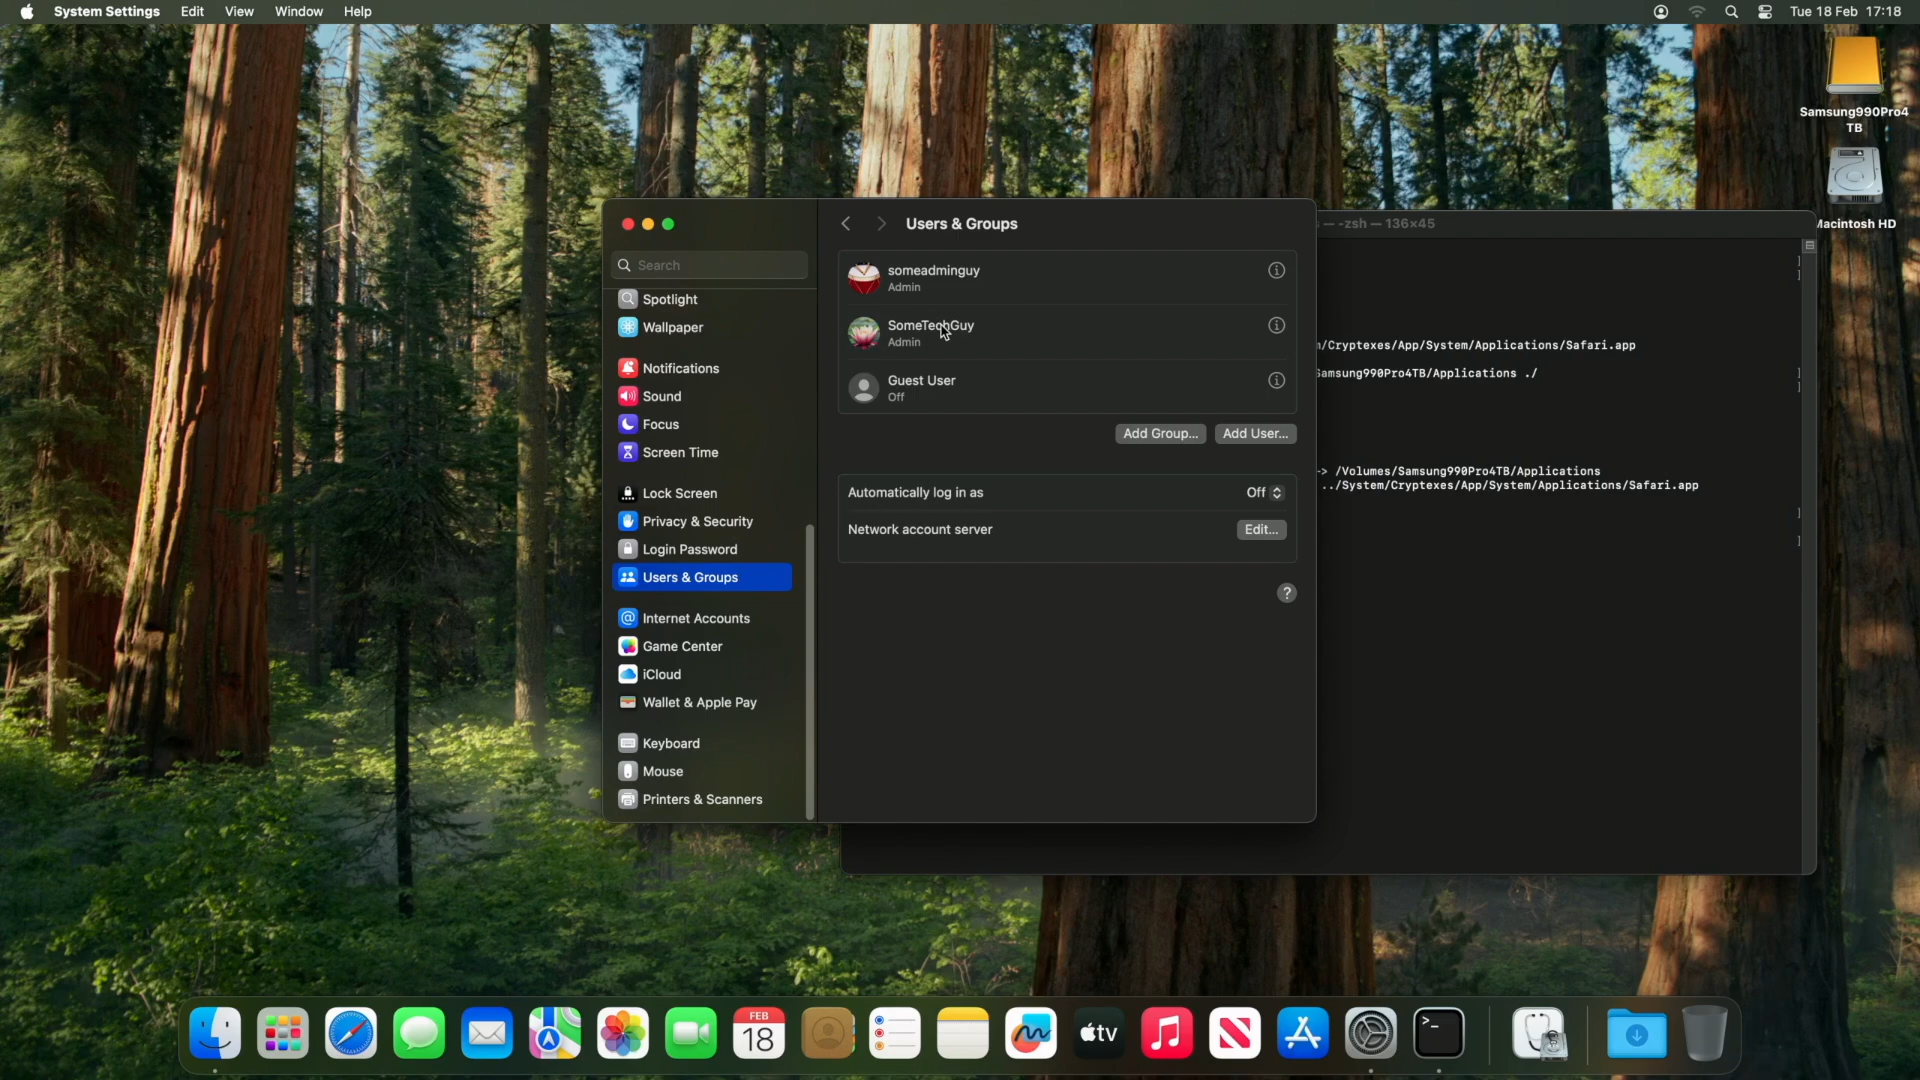 System Settings Edit View Window Help
Tue 18 Feb 17:18
Samsung990Pro4
TB
Macintosh HD
Users & Groups
— -zsh — 136×45
Search
Spotlight
Wallpaper
Notifications
Sound
Focus
Screen Time
Lock Screen
Privacy & Security
Login Password
Users & Groups
Internet Accounts
Game Center
iCloud
Wallet & Apple Pay
Keyboard
Mouse
Printers & Scanners
someadminguy
Admin
SomeTechGuy
Admin
Guest User
Off
Add Group... Add User...
Automatically log in as Off
Network account server Edit...
?
/Cryptexes/App/System/Applications/Safari.app
Samsung990Pro4TB/Applications ./
-> /Volumes/Samsung990Pro4TB/Applications
../System/Cryptexes/App/System/Applications/Safari.app
FEB
18
tv